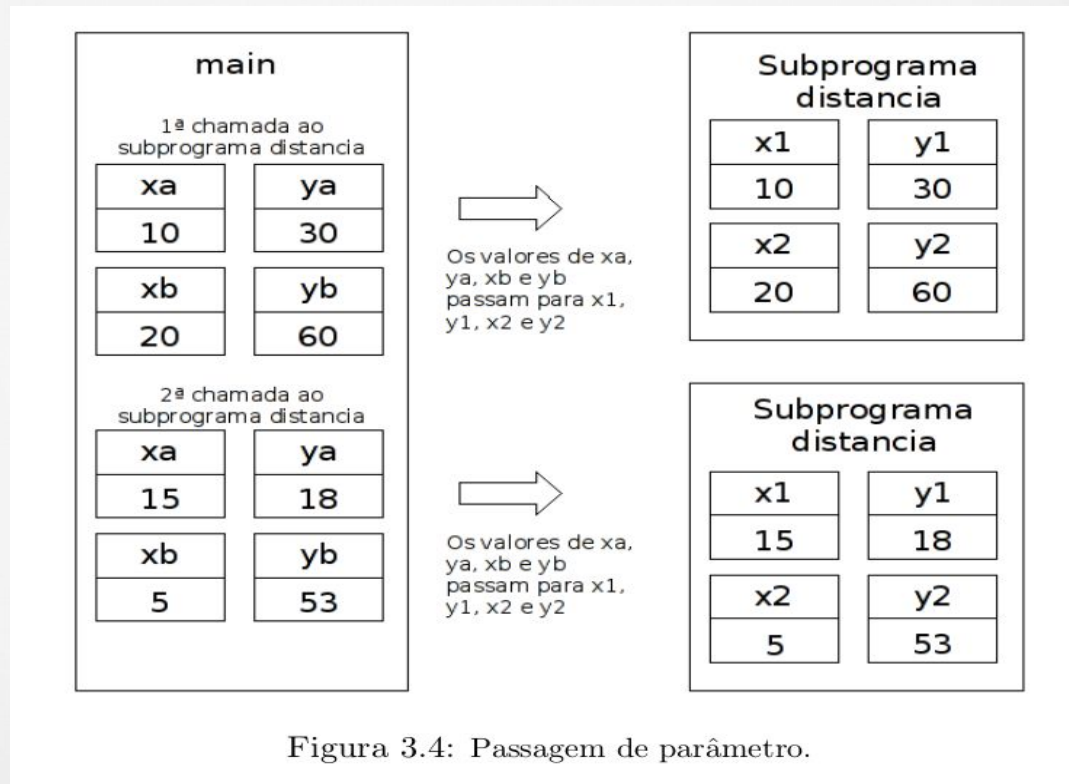 main
1ª chamada ao
subprograma distancia
xa
ya
10
30
xb
yb
20
60
2ª chamada ao
subprograma distancia
xa
ya
15
18
xb
yb
5
53
Os valores de xa,
ya, xb e yb
passam para x1,
y1, x2 e y2
Os valores de xa,
ya, xb e yb
passam para x1,
y1, x2 e y2
Subprograma
distancia
x1
y1
10
30
x2
y2
20
60
Subprograma
distancia
x1
y1
15
18
x2
y2
5
53
Figura 3.4: Passagem de parâmetro.